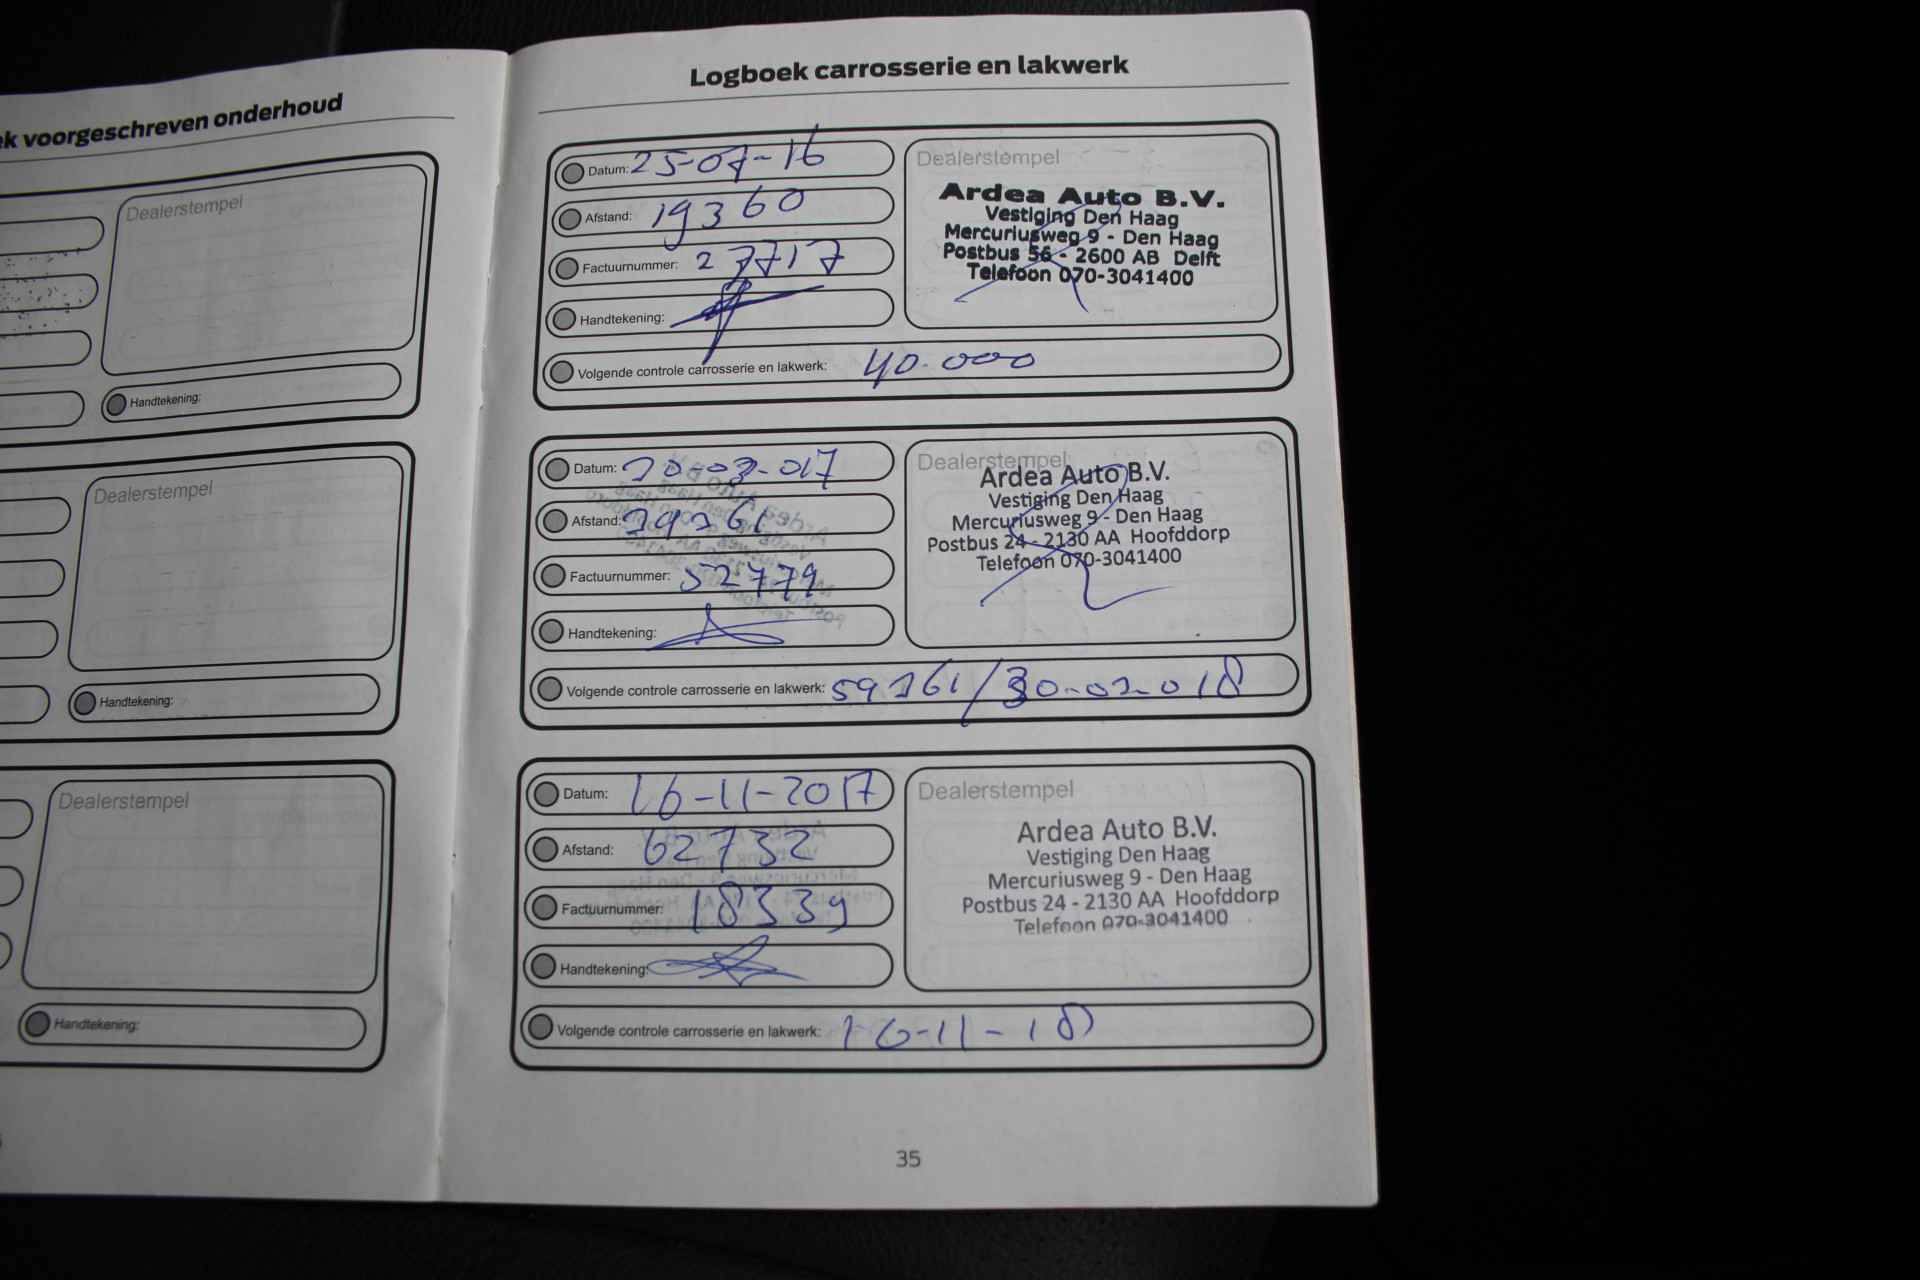 ek voorgeschreven onderhoud
Dealerstempel
Handtekening:
Dealerstempel
Handtekening:
Dealerstempel
Handtekening:
Logboek carrosserie en lakwerk
Datum: 25-07-16
Afstand: 19360
Factuurnummer: 27717
Handtekening:
Volgende controle carrosserie en lakwerk: 40.000
Dealerstempel
Ardea Auto B.V.
Vestiging Den Haag
Mercuriusweg 9 - Den Haag
Postbus 56 - 2600 AB Delft
Telefoon 070-3041400
Datum:
Afstand:
Factuurnummer: 52779
Handtekening:
Volgende controle carrosserie en lakwerk:
Dealerstempel
Ardea Auto B.V.
Vestiging Den Haag
Mercuriusweg 9 - Den Haag
Postbus 24 - 2130 AA Hoofddorp
Telefoon 070-3041400
Datum: 16-11-2017
Afstand: 62732
Factuurnummer: 18339
Handtekening:
Volgende controle carrosserie en lakwerk: 16-11-18
Dealerstempel
Ardea Auto B.V.
Vestiging Den Haag
Mercuriusweg 9 - Den Haag
Postbus 24 - 2130 AA Hoofddorp
Telefoon 070-3041400
35